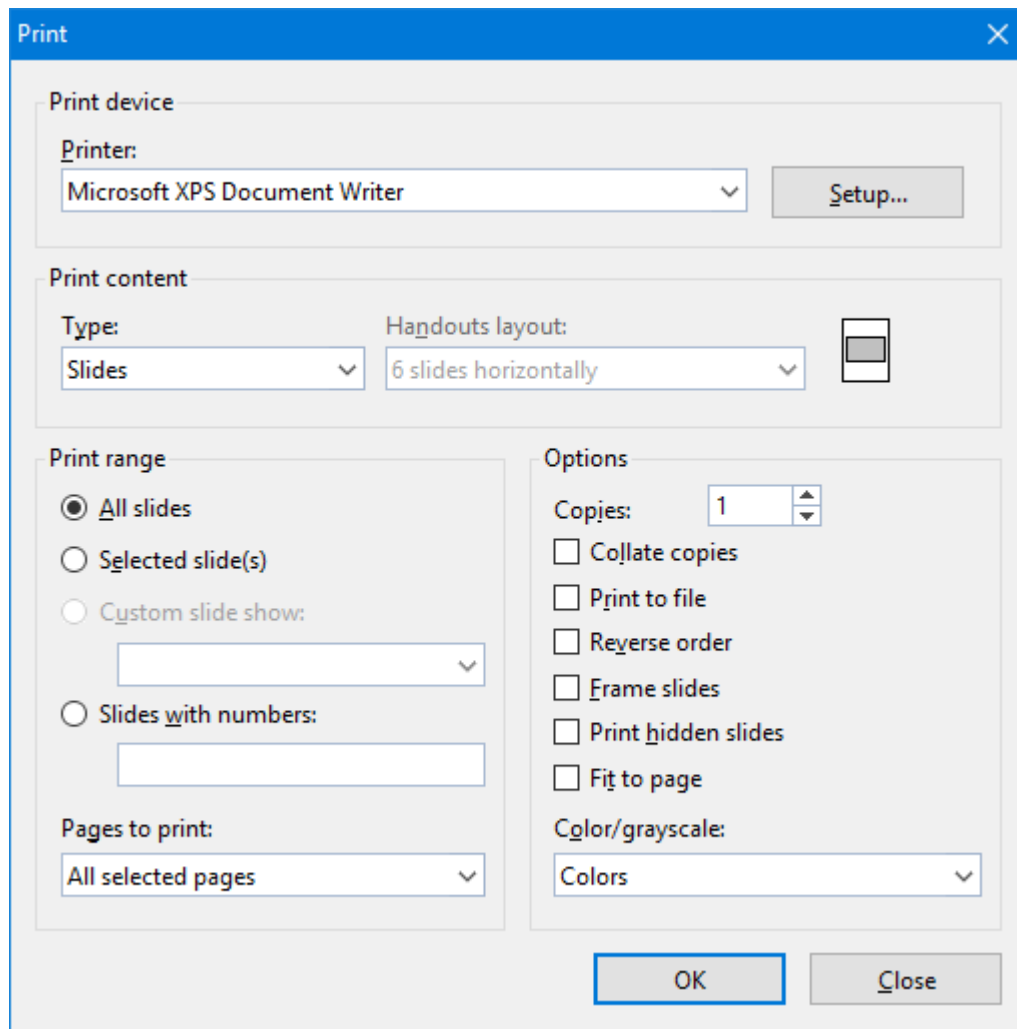 Print
Print device
Printer:
Microsoft XPS Document Writer
Setup...
Print content
Type:
Handouts layout:
Slides
6 slides horizontally
Print range
All slides
Selected slide(s)
Custom slide show:
Slides with numbers:
Pages to print:
All selected pages
Options
Copies:
1
Collate copies
Print to file
Reverse order
Frame slides
Print hidden slides
Fit to page
Color/grayscale:
Colors
OK
Close